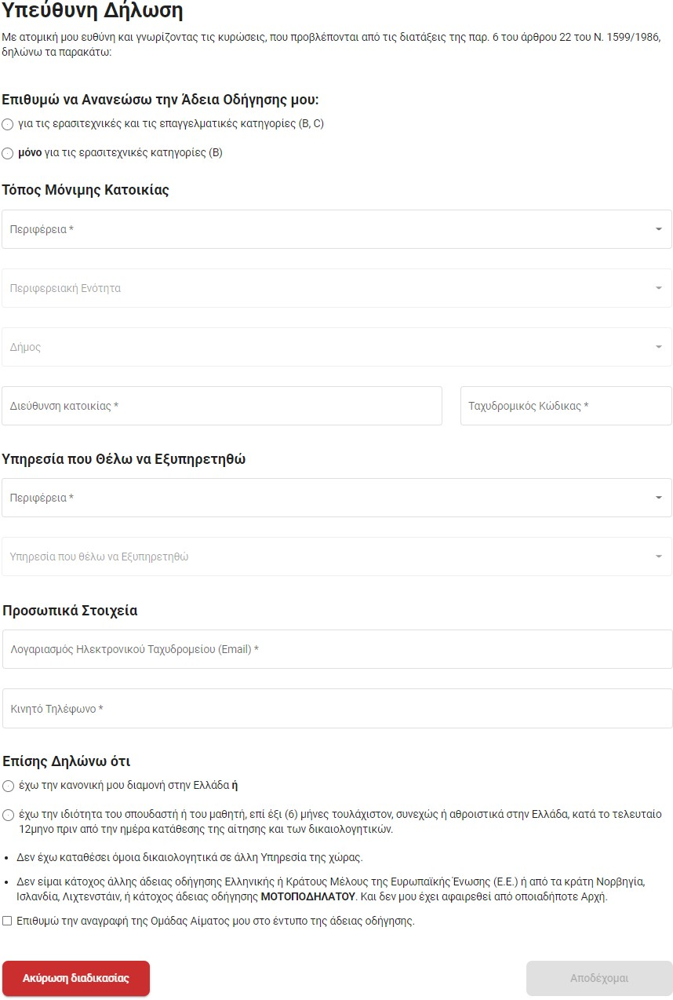 Υπεύθυνη Δήλωση
Με ατομική μου ευθύνη και γνωρίζοντας τις κυρώσεις, που προβλέπονται από τις διατάξεις της παρ. 6 του άρθρου 22 του Ν. 1599/1986,
δηλώνω τα παρακάτω:
Επιθυμώ να Ανανεώσω την Άδεια Οδήγησης μου:
για τις ερασιτεχνικές και τις επαγγελματικές κατηγορίες (B, C)
μόνο για τις ερασιτεχνικές κατηγορίες (B)
Τόπος Μόνιμης Κατοικίας
Περιφέρεια *
Περιφερειακή Ενότητα
Δήμος
Διεύθυνση κατοικίας * Ταχυδρομικός Κώδικας *
Υπηρεσία που Θέλω να Εξυπηρετηθώ
Περιφέρεια *
Υπηρεσία που θέλω να Εξυπηρετηθώ
Προσωπικά Στοιχεία
Λογαριασμός Ηλεκτρονικού Ταχυδρομείου (Email) *
Κινητό Τηλέφωνο *
Επίσης Δηλώνω ότι
έχω την κανονική μου διαμονή στην Ελλάδα ή
έχω την ιδιότητα του σπουδαστή ή του μαθητή, επί έξι (6) μήνες τουλάχιστον, συνεχώς ή αθροιστικά στην Ελλάδα, κατά το τελευταίο
12μηνο πριν από την ημέρα κατάθεσης της αίτησης και των δικαιολογητικών.
• Δεν έχω καταθέσει όμοια δικαιολογητικά σε άλλη Υπηρεσία της χώρας.
• Δεν είμαι κάτοχος άλλης άδειας οδήγησης Ελληνικής ή Κράτους Μέλους της Ευρωπαϊκής Ένωσης (Ε.Ε.) ή από τα κράτη Νορβηγία,
Ισλανδία, Λιχτενστάιν, ή κάτοχος άδειας οδήγησης ΜΟΤΟΠΟΔΗΛΑΤΟΥ. Και δεν μου έχει αφαιρεθεί από οποιαδήποτε Αρχή.
Επιθυμώ την αναγραφή της Ομάδας Αίματος μου στο έντυπο της άδειας οδήγησης.
Ακύρωση διαδικασίας Αποδέχομαι